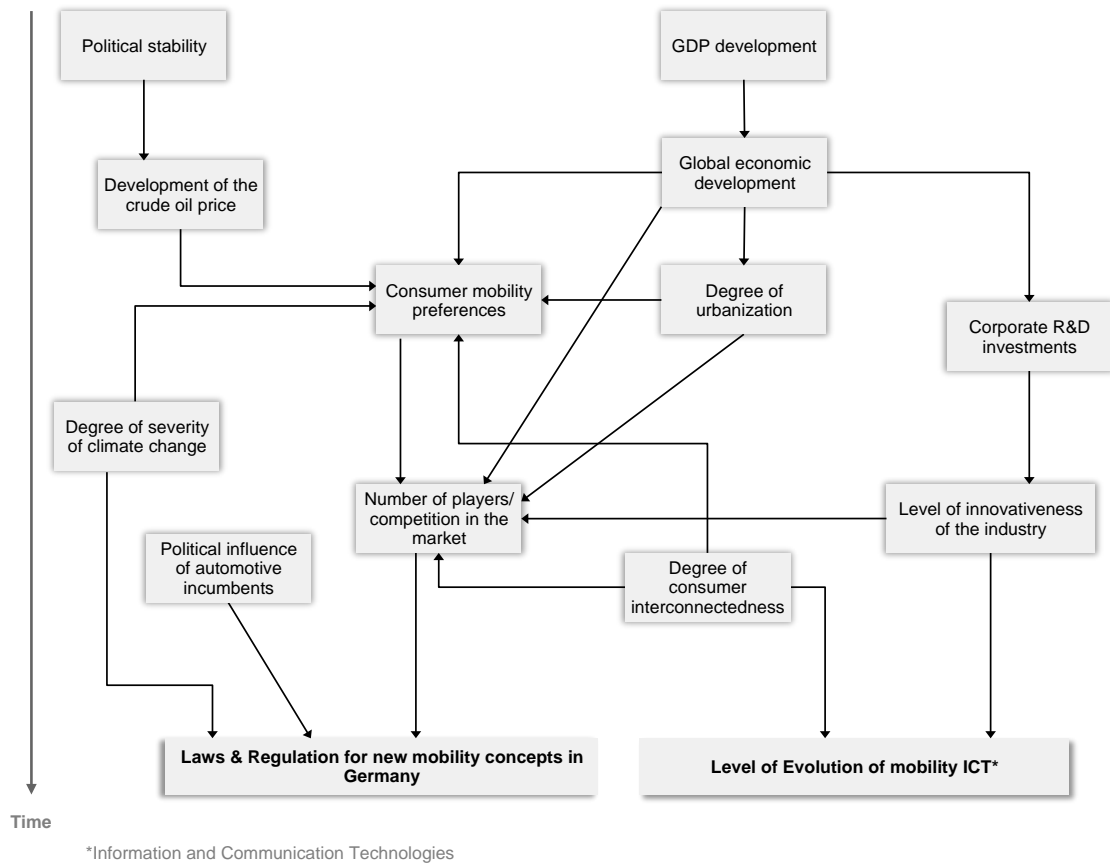 Political stability
GDP development
Global economic
development
Development of the
crude oil price
Consumer mobility
preferences
Degree of
urbanization
Corporate R&D
investments
Degree of severity
of climate change
Number of players/
competition in the
market
Level of innovativeness
of the industry
Political influence
of automotive
incumbents
Degree of
consumer
interconnectedness
Laws & Regulation for new mobility concepts in
Germany
Level of Evolution of mobility ICT*
Time
*Information and Communication Technologies